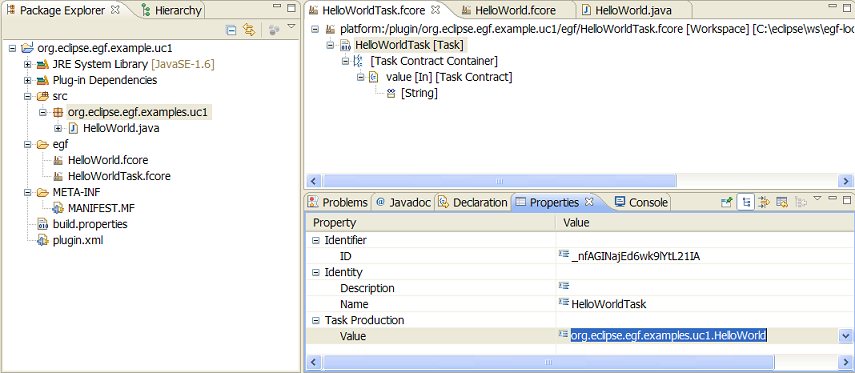 Package Explorer
Hierarchy
org.eclipse.egf.example.uc1
JRE System Library [JavaSE-1.6]
Plug-in Dependencies
src
org.eclipse.egf.examples.uc1
HelloWorld.java
egf
HelloWorld.fcore
HelloWorldTask.fcore
META-INF
MANIFEST.MF
build.properties
plugin.xml
HelloWorldTask.fcore
HelloWorld.fcore
HelloWorld.java
platform:/plugin/org.eclipse.egf.example.uc1/egf/HelloWorldTask.fcore [Workspace] [C:\eclipse\ws\egf-loc
HelloWorldTask [Task]
[Task Contract Container]
value [In] [Task Contract]
[String]
Problems
@ Javadoc
Declaration
Properties
Console
Property Value
Identifier
ID _nfAGINajEd6wk9lYtL21IA
Identity
Description
Name HelloWorldTask
Task Production
Value org.eclipse.egf.examples.uc1.HelloWorld